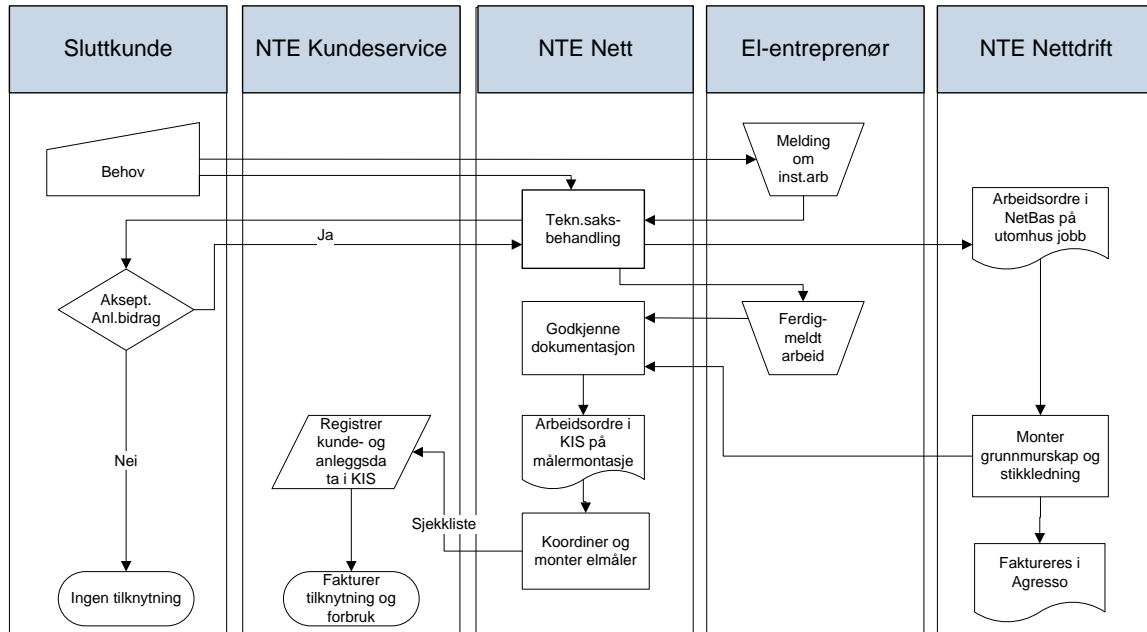 Sluttkunde
NTE Kundeservice
NTE Nett
El-entreprenør
NTE Nettdrift
Behov
Melding
om
inst.arb
Tekn.saks-
behandling
Arbeidsordre i
NetBas på
utomhus jobb
Ja
Aksept.
Anl.bidrag
Godkjenne
dokumentasjon
Ferdig-
meldt
arbeid
Nei
Registrer
kunde- og
anleggsda
ta i KIS
Arbeidsordre i
KIS på
målermontasje
Monter
grunnmurskap og
stikkledning
Sjekkliste
Koordiner og
monter elmåler
Ingen tilknytning
Fakturer
tilknytning og
forbruk
Faktureres i
Agresso